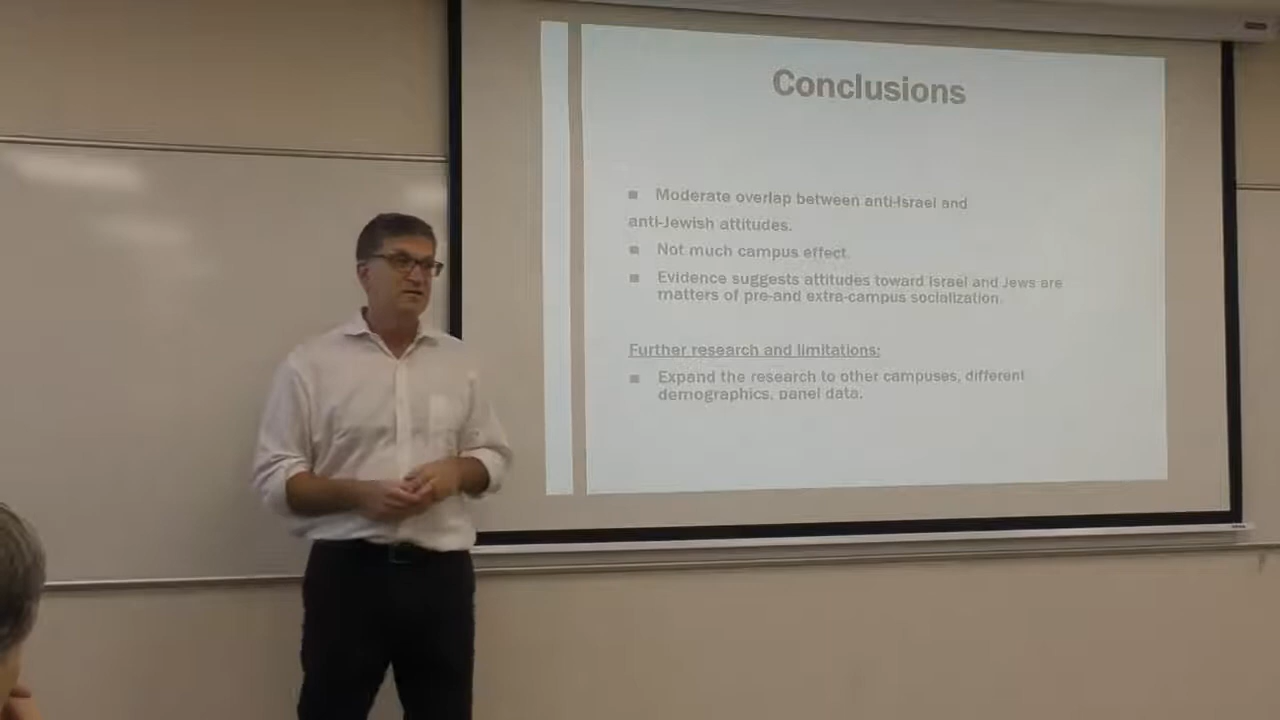 Conclusions
■ Moderate overlap between anti-Israel and
anti-Jewish attitudes.
■ Not much campus effect.
■ Evidence suggests attitudes toward Israel and Jews are
matters of pre-and extra-campus socialization.
Further research and limitations:
■ Expand the research to other campuses, different
demographics, panel data.